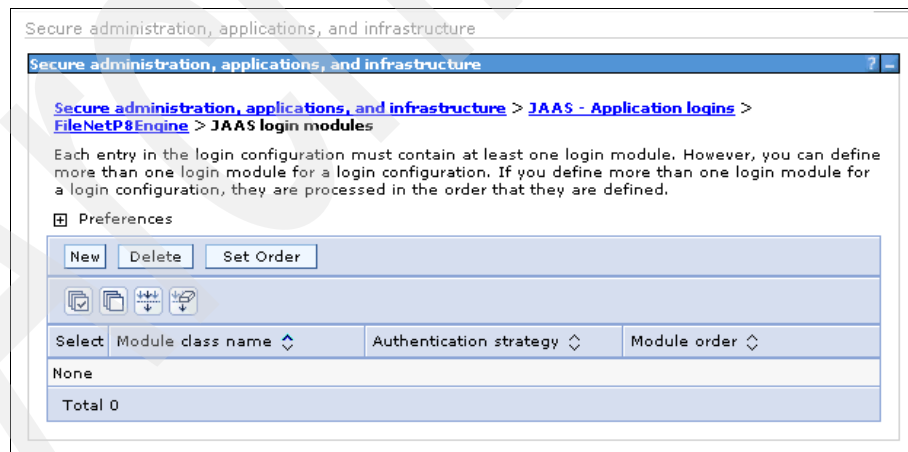 Secure administration, applications, and infrastructure
Secure administration, applications, and infrastructure ? –
Secure administration, applications, and infrastructure > JAAS - Application logins >
FileNetP8Engine > JAAS login modules
Each entry in the login configuration must contain at least one login module. However, you can define
more than one login module for a login configuration. If you define more than one login module for
a login configuration, they are processed in the order that they are defined.
Preferences
New Delete Set Order
Select Module class name Authentication strategy Module order
None
Total 0